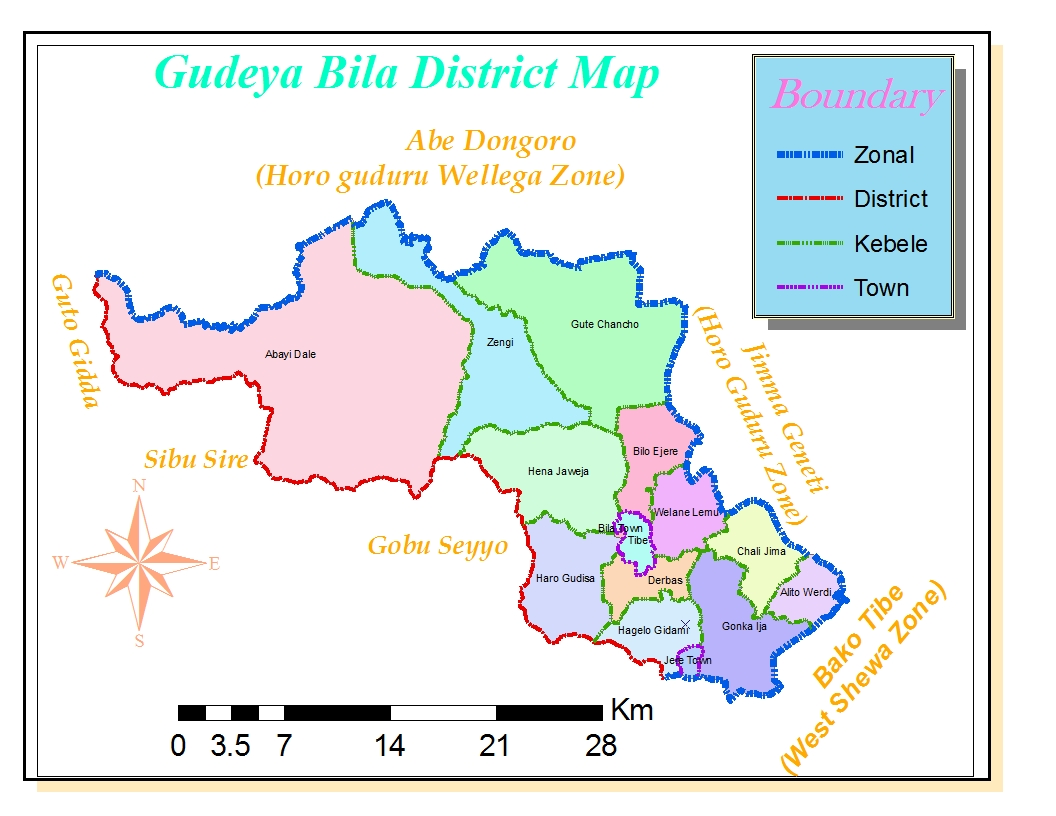 Gudeya Bila District Map
Boundary
Zonal
District
Kebele
Town
Abe Dongoro
(Horo guduru Wellega Zone)
Guto Gidda
Jimma Geneti
(Horo Guduru Zone)
Sibu Sire
Gobu Seyyo
Bako Tibe
(West Shewa Zone)
Gute Chancho
Zengi
Abayi Dale
Bilo Ejere
Hena Jaweja
Welane Lemu
Bila Town
Tibe
Chali Jima
Haro Gudisa
Derbas
Alito Werdi
Hagelo Gidami
Gonka Ija
Jere Town
N
W
E
S
Km
0 3.5 7 14 21 28